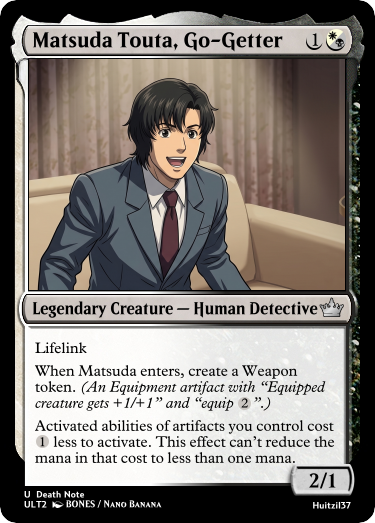 Matsuda Touta, Go-Getter 1
Legendary Creature — Human Detective
Lifelink
When Matsuda enters, create a Weapon
token. (An Equipment artifact with “Equipped
creature gets +1/+1” and “equip 2”.)
Activated abilities of artifacts you control cost
1 less to activate. This effect can’t reduce the
mana in that cost to less than one mana.
2/1
U Death Note
ULT2 BONES / Nano Banana
Huitzil37